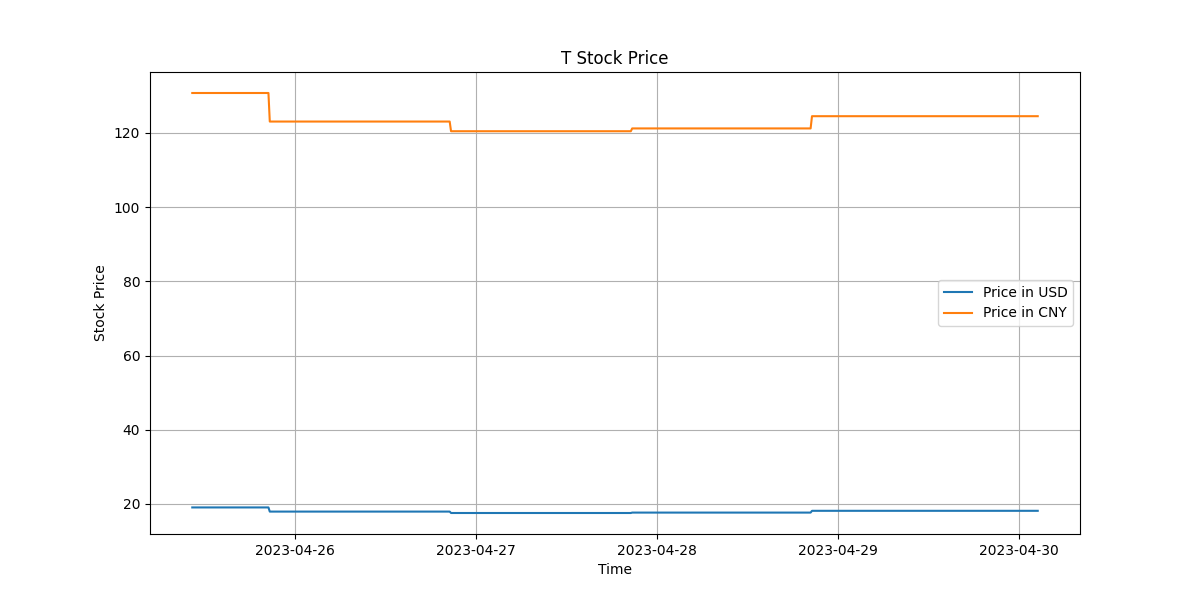 T Stock Price
Stock Price
120
100
80
60
40
20
Price in USD
Price in CNY
2023-04-26
2023-04-27
2023-04-28
2023-04-29
2023-04-30
Time